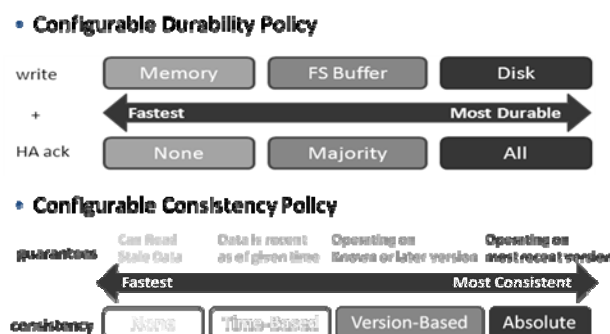 • Configurable Durability Policy
write Memory FS Buffer Disk
+ Fastest Most Durable
HA ack None Majority All
• Configurable Consistency Policy
guarantees Can Read Stale Data Data is recent as of given time Operating on Known or later version Operating on most recent version
Fastest Most Consistent
consistency None Time-Based Version-Based Absolute